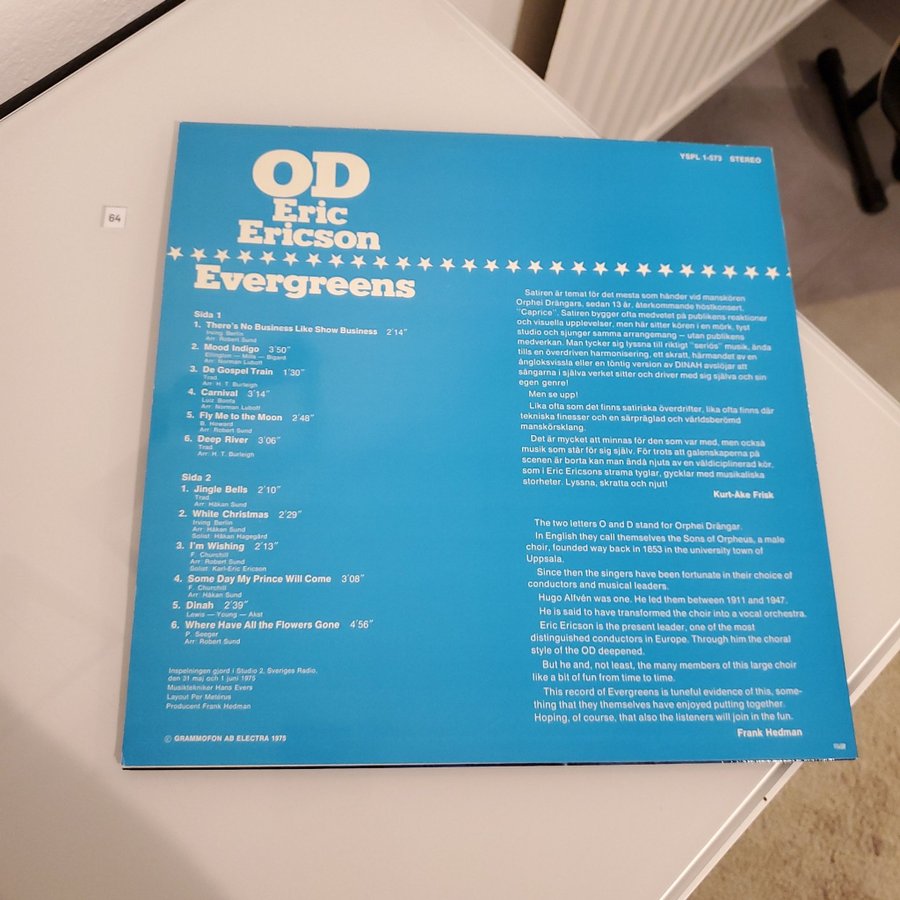 64
YSPL 1-573 STEREO
OD
Eric
Ericson
Evergreens
Sida 1
1. There's No Business Like Show Business 2'14"
Irving Berlin
Arr. Robert Sund
2. Mood Indigo 3'50"
Ellington — Mills — Bigard
Arr. Norman Luboff
3. De Gospel Train 1'30"
Trad.
Arr. H. T. Burleigh
4. Carnival 3'14"
Luiz Bonfa
Arr. Norman Luboff
5. Fly Me to the Moon 2'48"
B. Howard
Arr. Robert Sund
6. Deep River 3'06"
Trad.
Arr. H. T. Burleigh
Sida 2
1. Jingle Bells 2'10"
Trad.
Arr. Håkan Sund
2. White Christmas 2'29"
Irving Berlin
Arr. Håkan Sund
Solist: Håkan Hagegård
3. I'm Wishing 2'13"
F. Churchill
Arr. Robert Sund
Solist: Karl-Eric Ericson
4. Some Day My Prince Will Come 3'08"
F. Churchill
Arr. Håkan Sund
5. Dinah 2'39"
Lewis — Young — Akst
6. Where Have All the Flowers Gone 4'56"
P. Seeger
Arr. Robert Sund
Inspelningen gjord i Studio 2, Sveriges Radio,
den 31 maj och 1 juni 1975
Musiktekniker Hans Evers
Layout Per Metérus
Producent Frank Hedman
Ⓟ GRAMMOFON AB ELECTRA 1975
Satiren är temat för det mesta som händer vid manskören
Orphei Drängars, sedan 13 år, återkommande höstkonsert,
"Caprice". Satiren bygger ofta medvetet på publikens reaktioner
och visuella upplevelser, men här sitter kören i en mörk, tyst
studio och sjunger samma arrangemang — utan publikens
medverkan. Man tycker sig lyssna till riktigt "seriös" musik, ända
tills en överdriven harmonisering, ett skratt, härmandet av en
ångloksvissla eller en töntig version av DINAH avslöjar att
sångarna i själva verket sitter och driver med sig själva och sin
egen genre!
Men se upp!
Lika ofta som det finns satiriska överdrifter, lika ofta finns där
tekniska finesser och en särpräglad och världsberömd
manskörsklang.
Det är mycket att minnas för den som var med, men också
musik som står för sig själv. För trots att galenskaperna på
scenen är borta kan man ändå njuta av en väldisciplinerad kör,
som i Eric Ericsons strama tyglar, gycklar med musikaliska
storheter. Lyssna, skratta och njut!
Kurt-Åke Frisk
The two letters O and D stand for Orphei Drängar.
In English they call themselves the Sons of Orpheus, a male
choir, founded way back in 1853 in the university town of
Uppsala.
Since then the singers have been fortunate in their choice of
conductors and musical leaders.
Hugo Alfvén was one. He led them between 1911 and 1947.
He is said to have transformed the choir into a vocal orchestra.
Eric Ericson is the present leader, one of the most
distinguished conductors in Europe. Through him the choral
style of the OD deepened.
But he and, not least, the many members of this large choir
like a bit of fun from time to time.
This record of Evergreens is tuneful evidence of this, some-
thing that they themselves have enjoyed putting together.
Hoping, of course, that also the listeners will join in the fun.
Frank Hedman